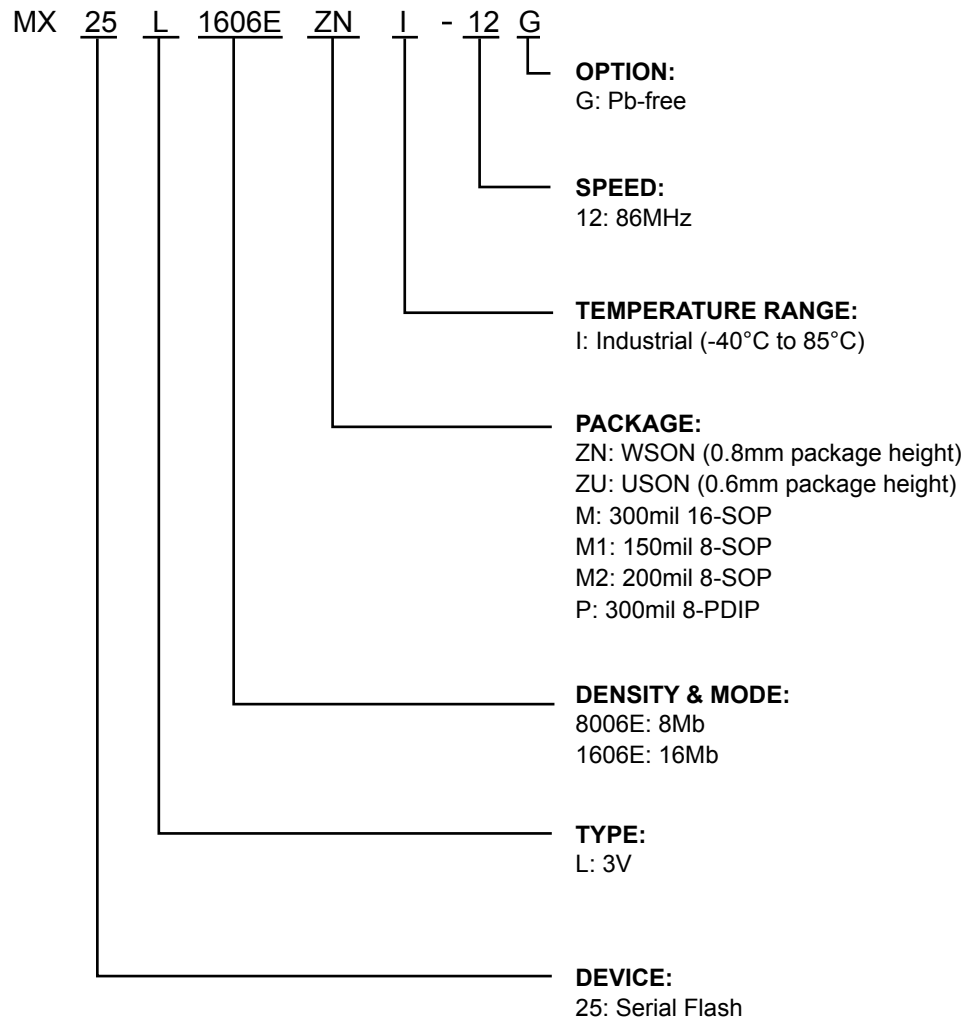 MX 25 L 1606E ZN I - 12 G
OPTION:
G: Pb-free
SPEED:
12: 86MHz
TEMPERATURE RANGE:
I: Industrial (-40°C to 85°C)
PACKAGE:
ZN: WSON (0.8mm package height)
ZU: USON (0.6mm package height)
M: 300mil 16-SOP
M1: 150mil 8-SOP
M2: 200mil 8-SOP
P: 300mil 8-PDIP
DENSITY & MODE:
8006E: 8Mb
1606E: 16Mb
TYPE:
L: 3V
DEVICE:
25: Serial Flash